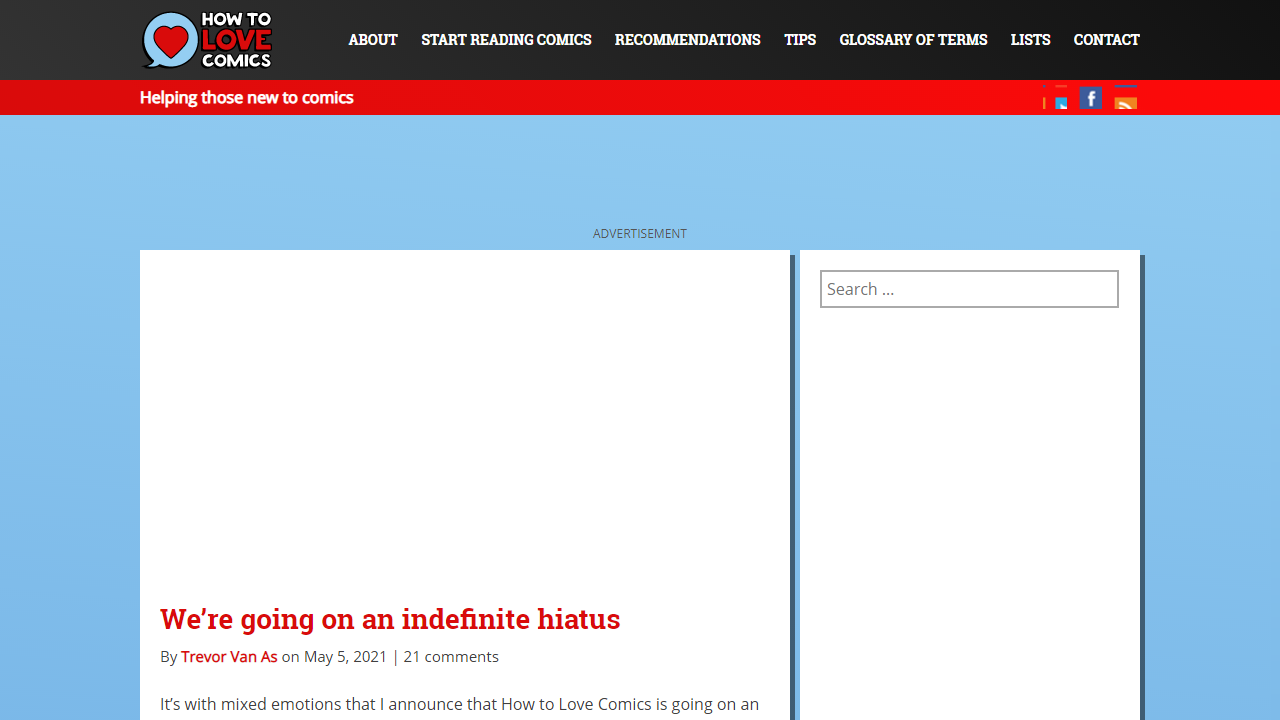 HOW TO
LOVE
COMICS
ABOUT START READING COMICS RECOMMENDATIONS TIPS GLOSSARY OF TERMS LISTS CONTACT
Helping those new to comics
f
ADVERTISEMENT
Search ...
We’re going on an indefinite hiatus
By Trevor Van As on May 5, 2021 | 21 comments
It’s with mixed emotions that I announce that How to Love Comics is going on an